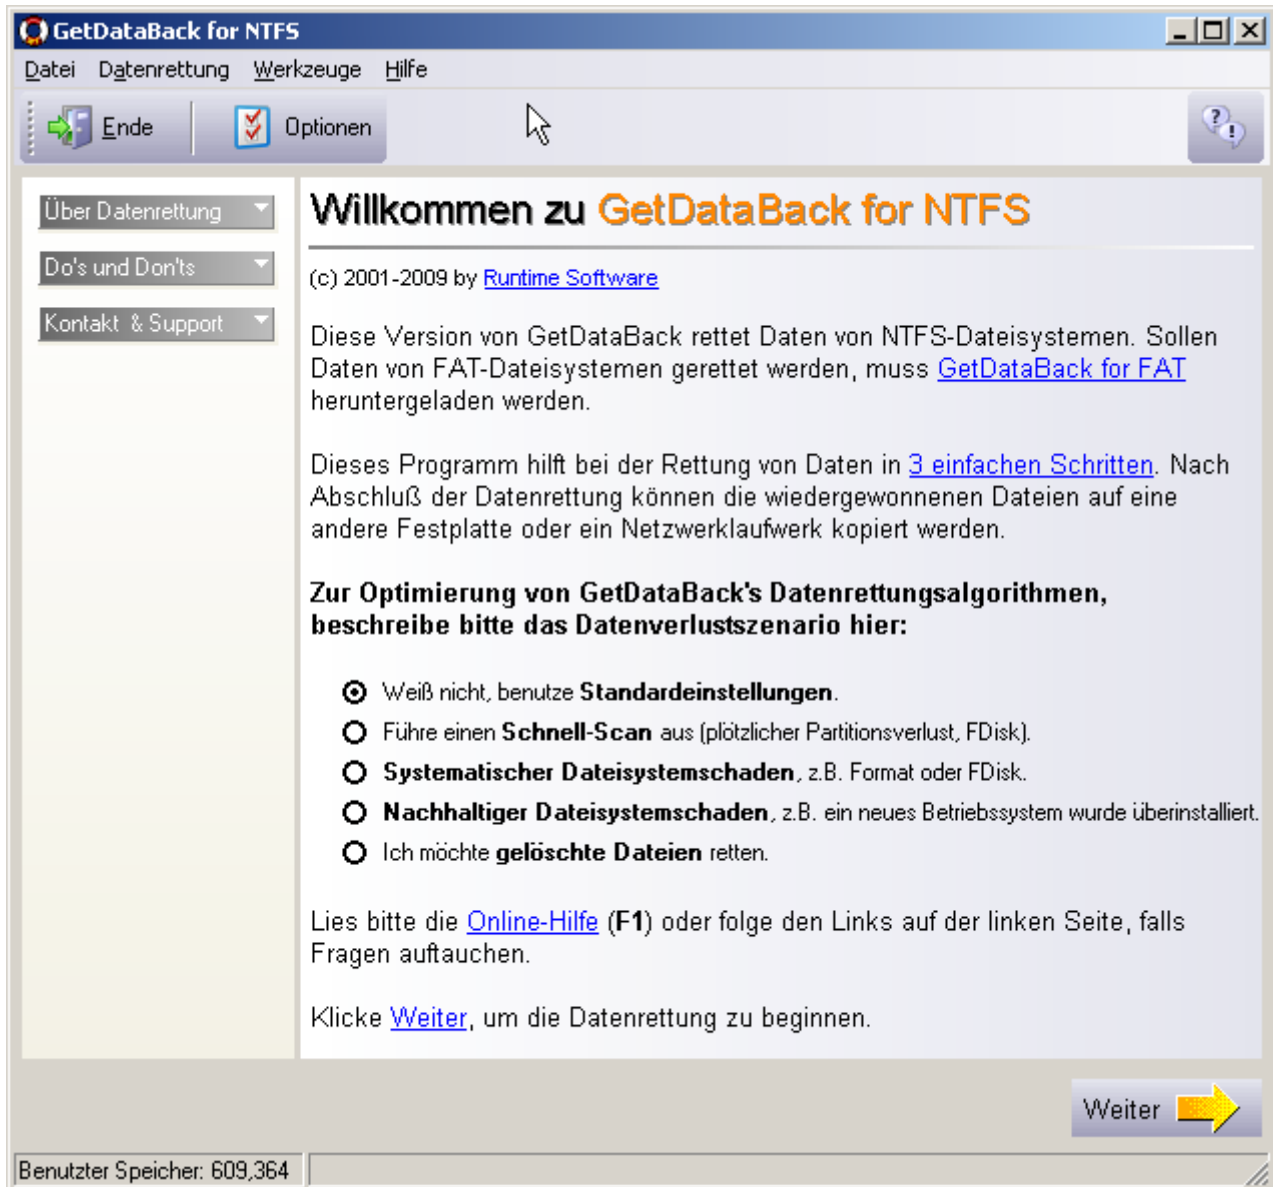 GetDataBack for NTFS
Datei Datenrettung Werkzeuge Hilfe
Ende Optionen
Über Datenrettung
Do's und Don'ts
Kontakt & Support
Willkommen zu GetDataBack for NTFS
(c) 2001-2009 by Runtime Software
Diese Version von GetDataBack rettet Daten von NTFS-Dateisystemen. Sollen
Daten von FAT-Dateisystemen gerettet werden, muss GetDataBack for FAT
heruntergeladen werden.
Dieses Programm hilft bei der Rettung von Daten in 3 einfachen Schritten. Nach
Abschluß der Datenrettung können die wiedergewonnenen Dateien auf eine
andere Festplatte oder ein Netzwerklaufwerk kopiert werden.
Zur Optimierung von GetDataBack's Datenrettungsalgorithmen,
beschreibe bitte das Datenverlustszenario hier:
Weiß nicht, benutze Standardeinstellungen.
Führe einen Schnell-Scan aus (plötzlicher Partitionsverlust, FDisk).
Systematischer Dateisystemschaden, z.B. Format oder FDisk.
Nachhaltiger Dateisystemschaden, z.B. ein neues Betriebssystem wurde überinstalliert.
Ich möchte gelöschte Dateien retten.
Lies bitte die Online-Hilfe (F1) oder folge den Links auf der linken Seite, falls
Fragen auftauchen.
Klicke Weiter, um die Datenrettung zu beginnen.
Weiter
Benutzter Speicher: 609,364